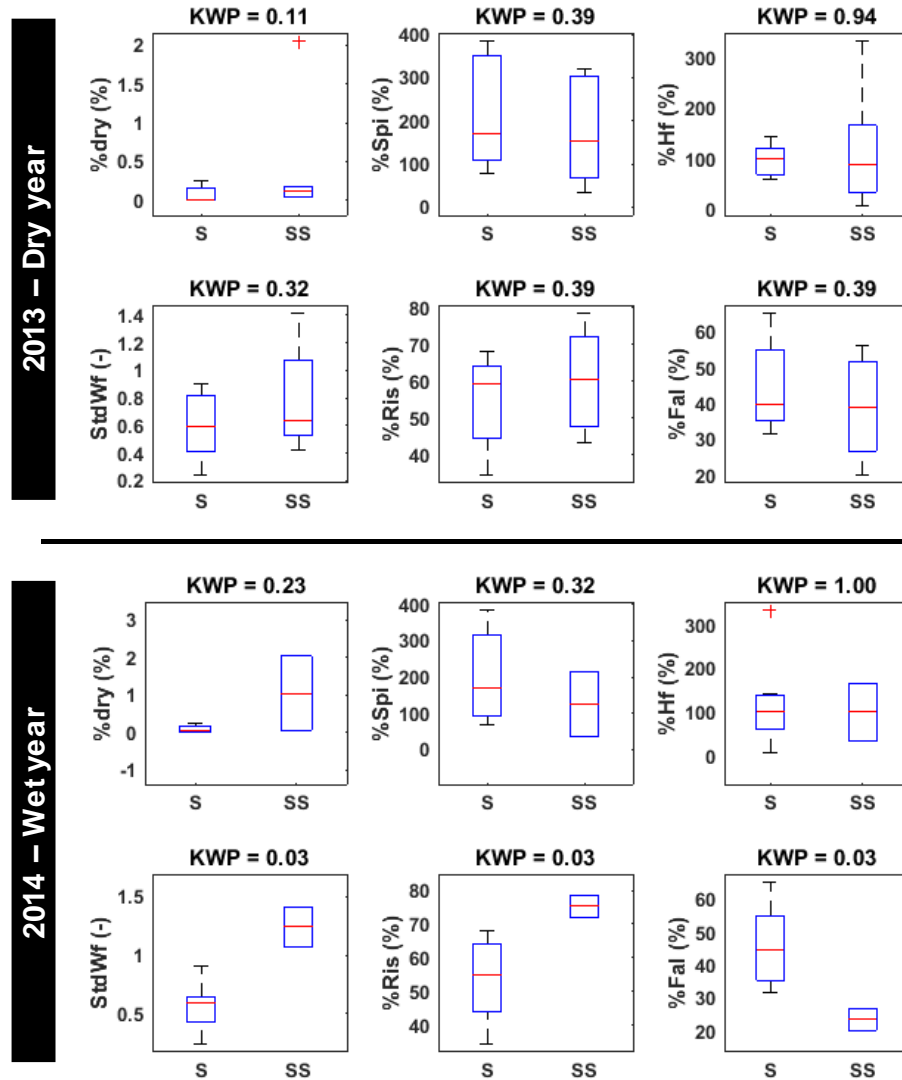 2013 – Dry year
KWP = 0.11
%dry (%)
2
1.5
1
0.5
0
S SS
KWP = 0.39
%Spi (%)
400
300
200
100
0
S SS
KWP = 0.94
%Hf (%)
300
200
100
0
S SS
KWP = 0.32
StdWf (-)
1.4
1.2
1
0.8
0.6
0.4
0.2
S SS
KWP = 0.39
%Ris (%)
80
70
60
50
40
S SS
KWP = 0.39
%Fal (%)
60
50
40
30
20
S SS
2014 – Wet year
KWP = 0.23
%dry (%)
3
2
1
0
-1
S SS
KWP = 0.32
%Spi (%)
400
300
200
100
0
S SS
KWP = 1.00
%Hf (%)
300
200
100
0
S SS
KWP = 0.03
StdWf (-)
1.5
1
0.5
S SS
KWP = 0.03
%Ris (%)
80
70
60
50
40
S SS
KWP = 0.03
%Fal (%)
60
50
40
30
20
S SS